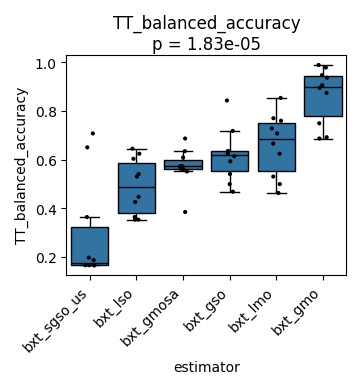 TT_balanced_accuracy
p = 1.83e-05
TT_balanced_accuracy
1.0
0.8
0.6
0.4
0.2
bxt_sgso_us
bxt_lso
bxt_gmosa
bxt_gso
bxt_lmo
bxt_gmo
estimator